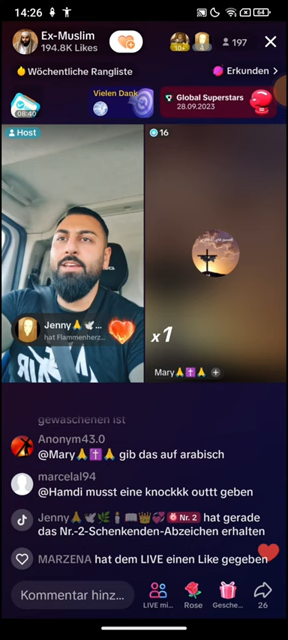 14:26
64
Ex-Muslim
194.8K Likes
10+
197
Wöchentliche Rangliste
Erkunden >
08:40
Vielen Dank
Global Superstars
28.09.2023
Host
16
Jenny🙏🕊...
hat Flammenherz...
x1
Mary🙏✝️🙏 +
gewaschenen ist
Anonym43.0
@Mary🙏✝️🙏 gib das auf arabisch
marcelal94
@Hamdi musst eine knockkk outtt geben
Jenny🙏🕊🌿🕯📖👑💖 Nr. 2 hat gerade
das Nr.-2-Schenkenden-Abzeichen erhalten
MARZENA hat dem LIVE einen Like gegeben
Kommentar hinz...
LIVE mi...
Rose
Gesche...
26